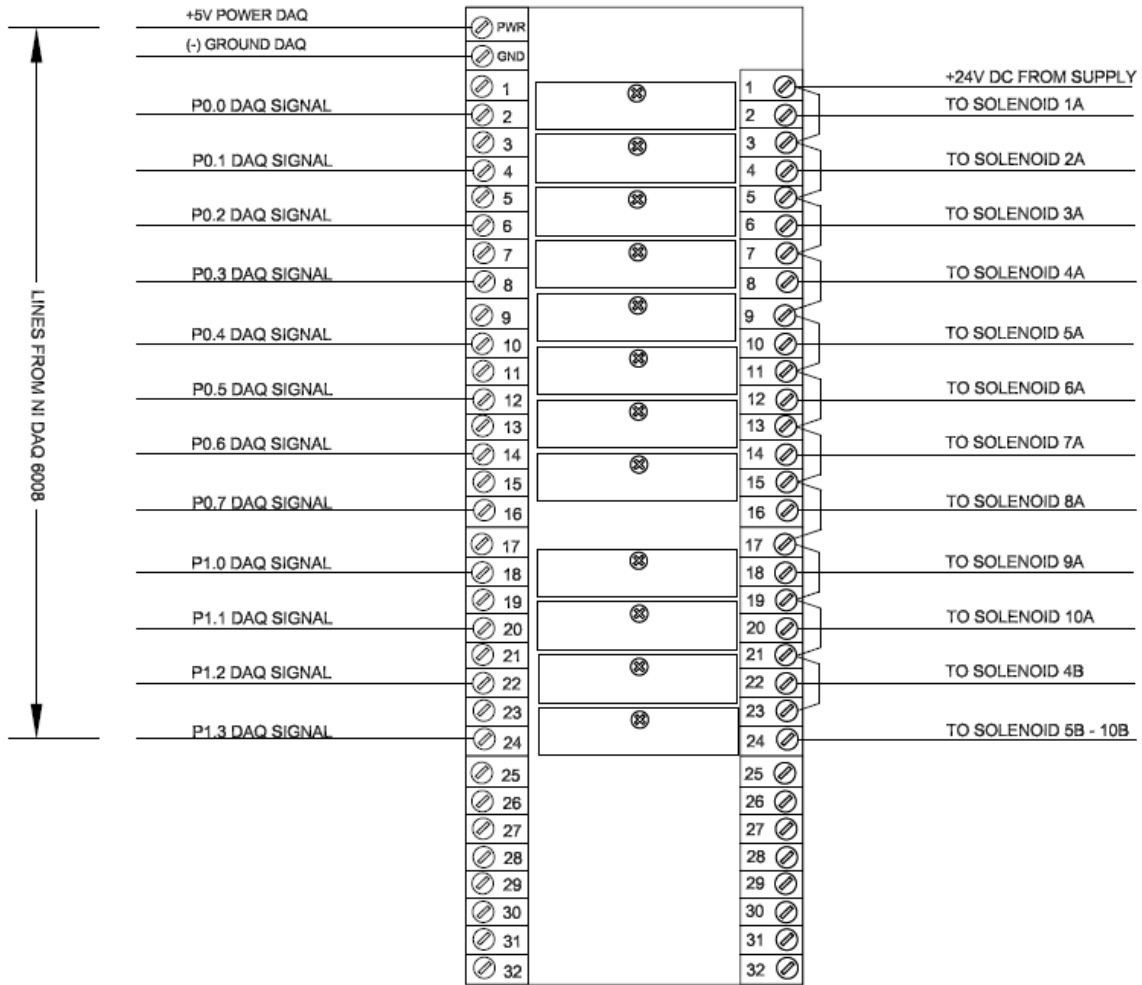 +5V POWER DAQ
PWR
(-) GROUND DAQ
GND
+24V DC FROM SUPPLY
1 1
P0.0 DAQ SIGNAL
TO SOLENOID 1A
2 2
3 3
P0.1 DAQ SIGNAL
TO SOLENOID 2A
4 4
5 5
P0.2 DAQ SIGNAL
TO SOLENOID 3A
6 6
7 7
P0.3 DAQ SIGNAL
TO SOLENOID 4A
8 8
9 9
P0.4 DAQ SIGNAL
TO SOLENOID 5A
10 10
11 11
P0.5 DAQ SIGNAL
TO SOLENOID 6A
12 12
13 13
P0.6 DAQ SIGNAL
TO SOLENOID 7A
14 14
15 15
P0.7 DAQ SIGNAL
TO SOLENOID 8A
16 16
17 17
P1.0 DAQ SIGNAL
TO SOLENOID 9A
18 18
19 19
P1.1 DAQ SIGNAL
TO SOLENOID 10A
20 20
21 21
P1.2 DAQ SIGNAL
TO SOLENOID 4B
22 22
23 23
P1.3 DAQ SIGNAL
TO SOLENOID 5B - 10B
24 24
25 25
26 26
27 27
28 28
29 29
30 30
31 31
32 32
LINES FROM NI DAQ 6008